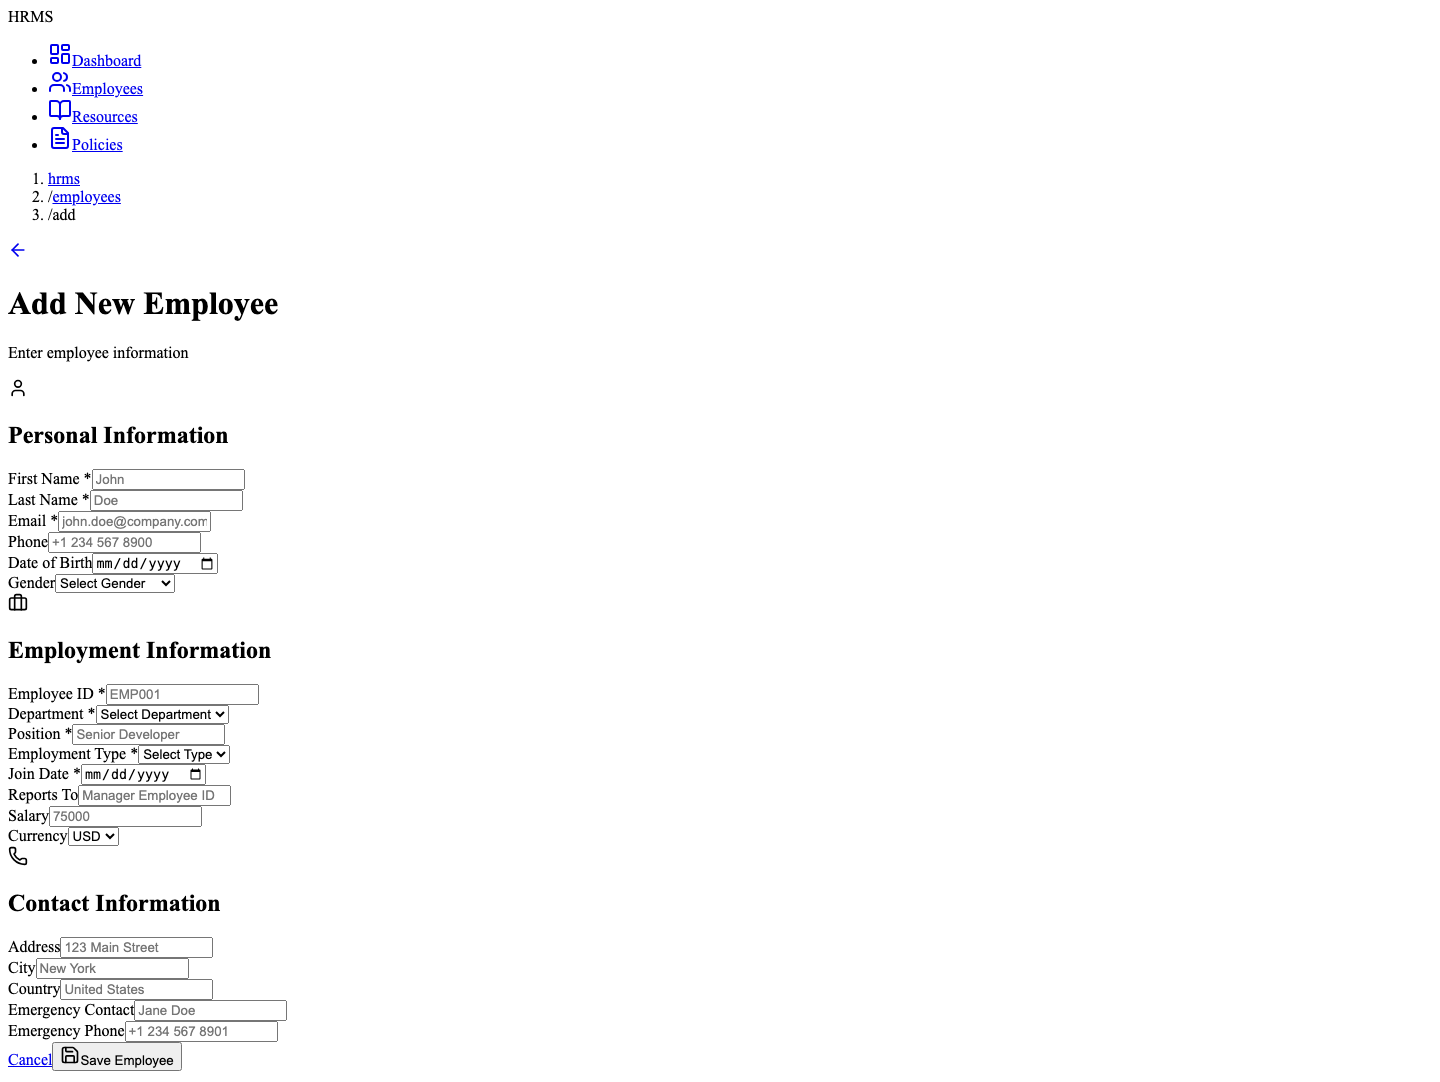 HRMS
Dashboard
Employees
Resources
Policies
1. hrms
2. /employees
3. /add
Add New Employee
Enter employee information
Personal Information
First Name * John
Last Name * Doe
Email * john.doe@company.com
Phone +1 234 567 8900
Date of Birth mm/dd/yyyy
Gender Select Gender
Employment Information
Employee ID * EMP001
Department * Select Department
Position * Senior Developer
Employment Type * Select Type
Join Date * mm/dd/yyyy
Reports To Manager Employee ID
Salary 75000
Currency USD
Contact Information
Address 123 Main Street
City New York
Country United States
Emergency Contact Jane Doe
Emergency Phone +1 234 567 8901
Cancel Save Employee